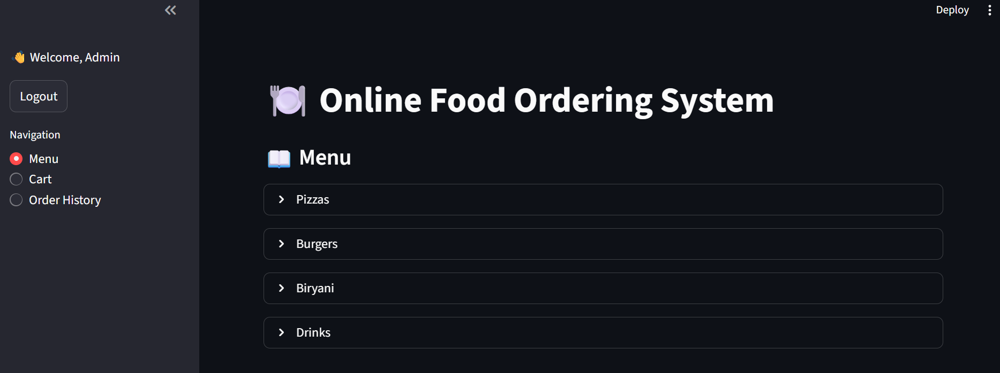 Deploy
👋 Welcome, Admin
Logout
Navigation
Menu
Cart
Order History
🍽️ Online Food Ordering System
📖 Menu
Pizzas
Burgers
Biryani
Drinks